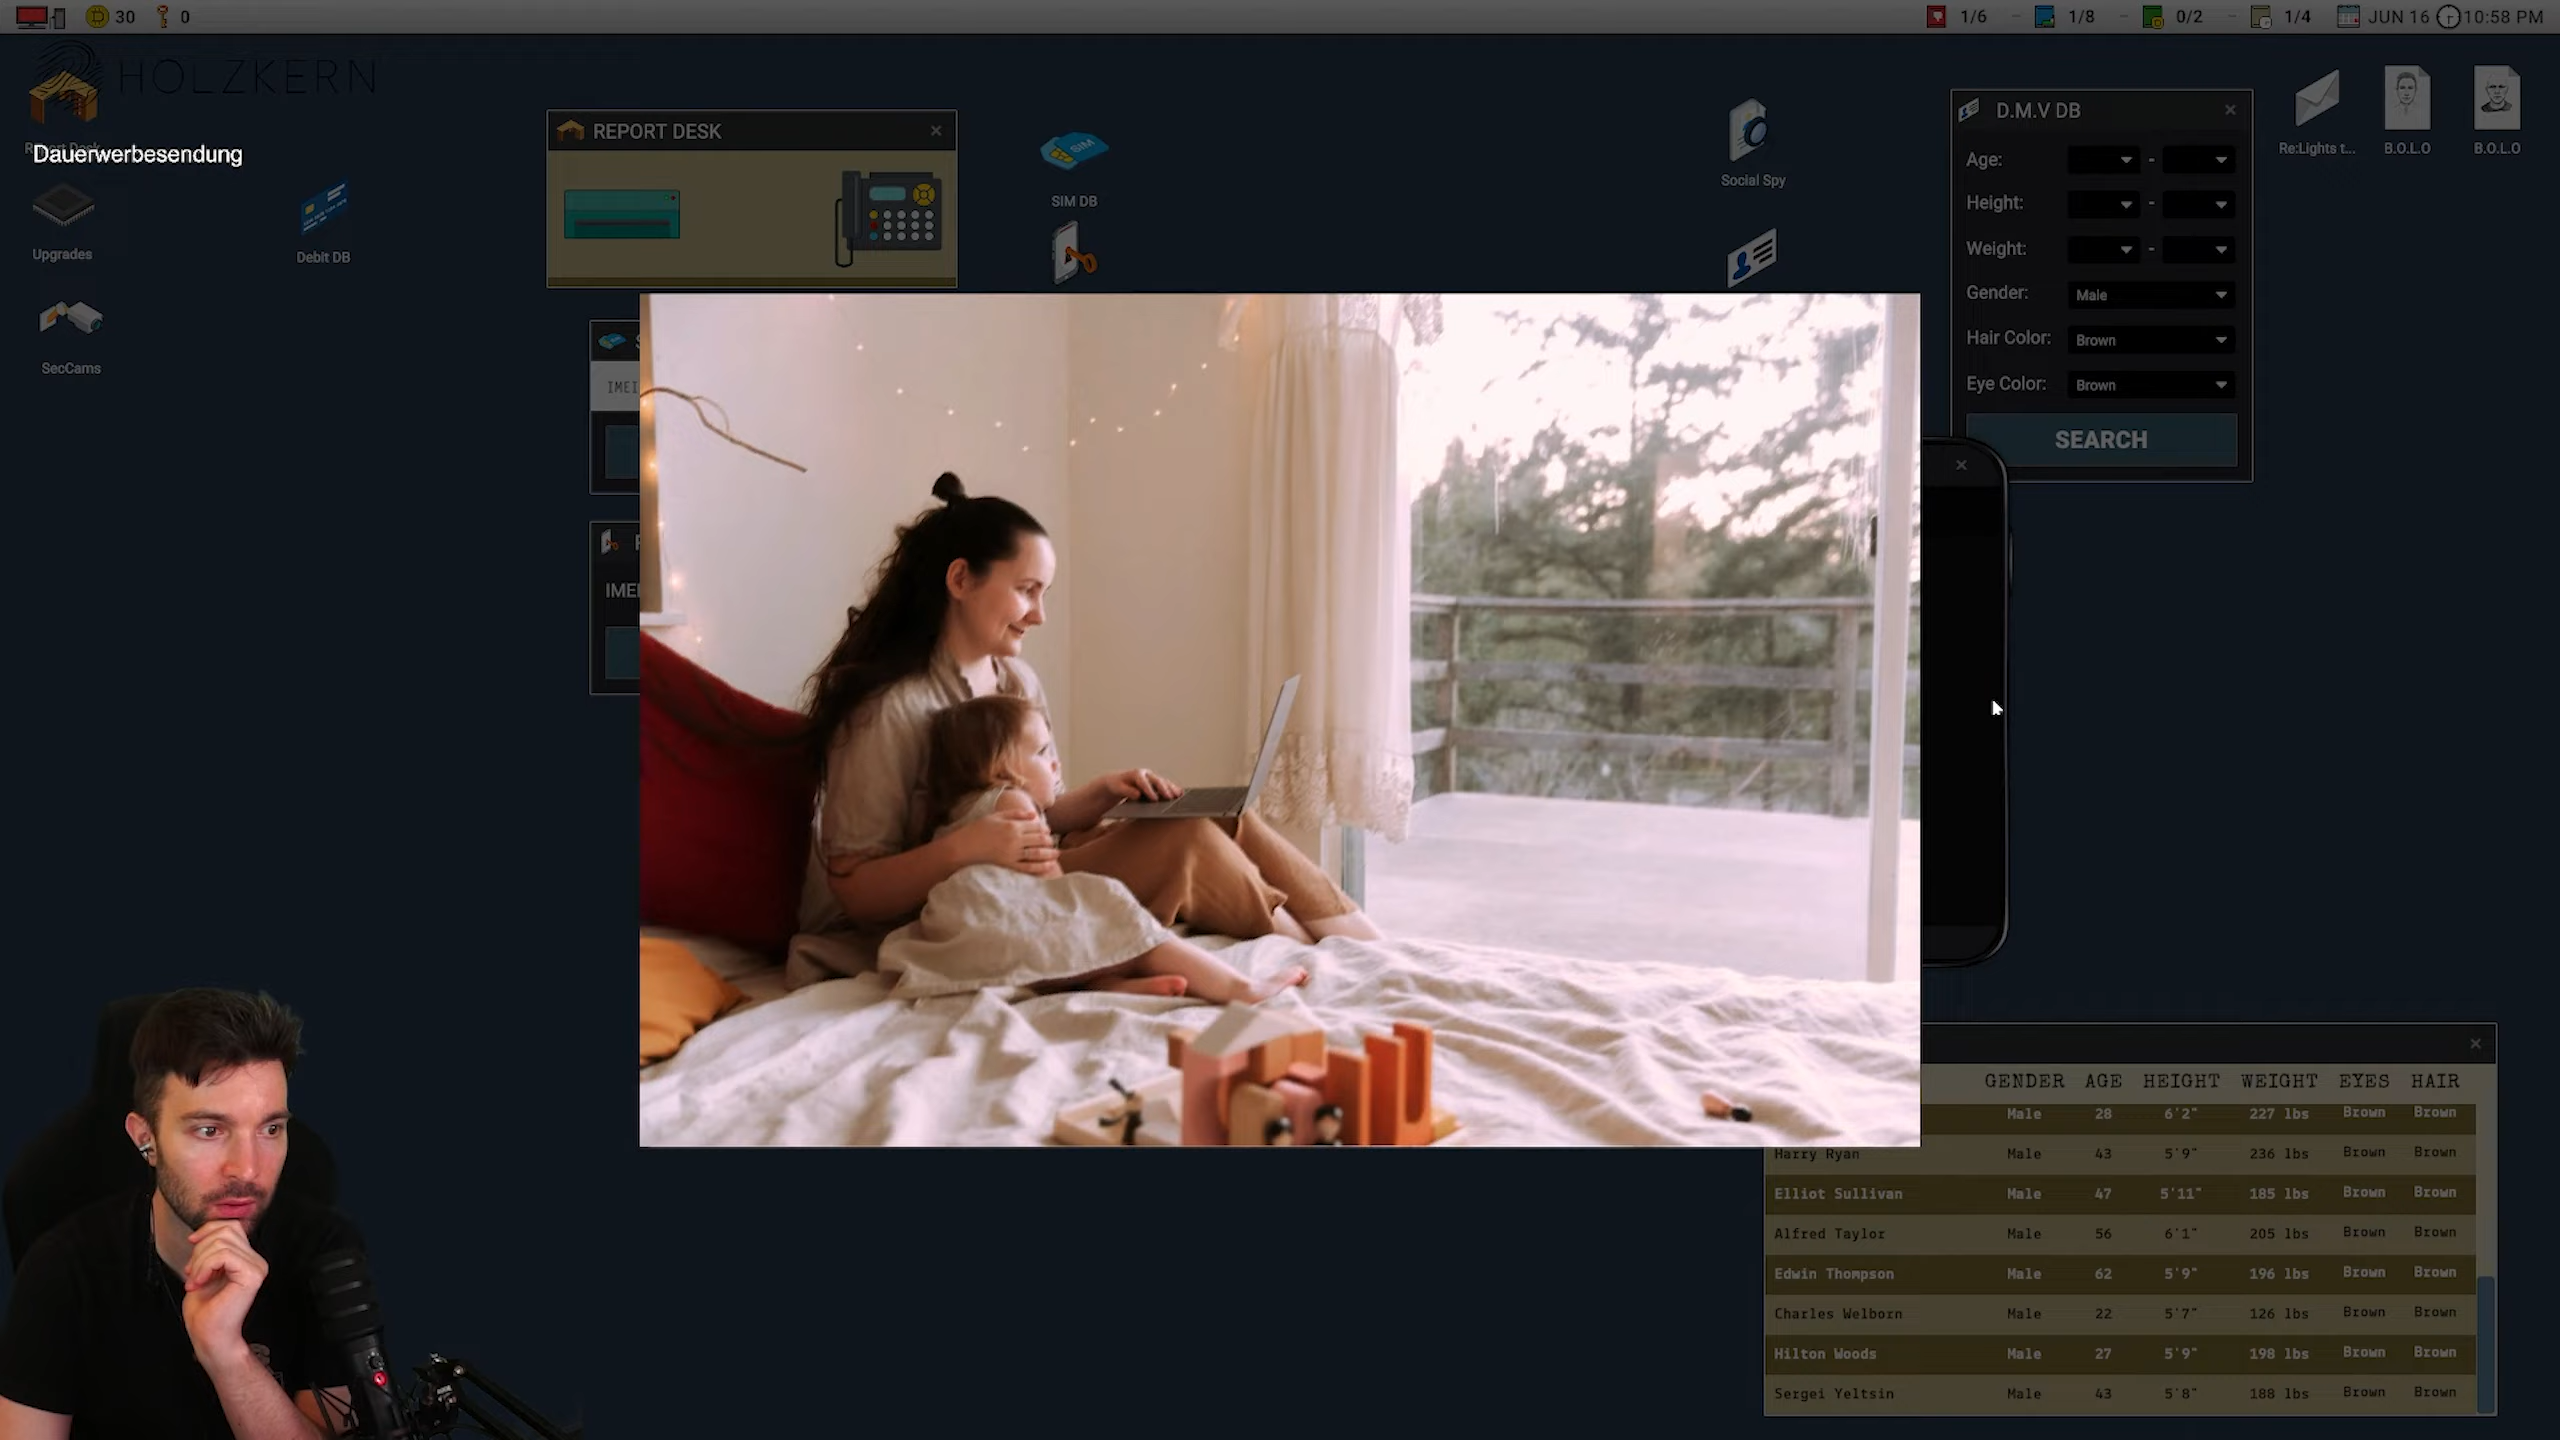 30
0
1/6
1/8
0/2
1/4
JUN 16
10:58 PM
HOLZKERN
Dauerwerbesendung
Upgrades
SecCams
Debit DB
REPORT DESK
SIM DB
SIM
Social Spy
D.M.V DB
Age:
-
Height:
-
Weight:
-
Gender:
Male
Hair Color:
Brown
Eye Color:
Brown
SEARCH
Re:Lights t...
B.O.L.O
B.O.L.O
IMEI
IMEI
GENDER AGE HEIGHT WEIGHT EYES HAIR
Male 28 6'2" 227 lbs Brown Brown
Harry Ryan Male 43 5'9" 236 lbs Brown Brown
Elliot Sullivan Male 47 5'11" 185 lbs Brown Brown
Alfred Taylor Male 56 6'1" 205 lbs Brown Brown
Edwin Thompson Male 62 5'9" 196 lbs Brown Brown
Charles Welborn Male 22 5'7" 126 lbs Brown Brown
Hilton Woods Male 27 5'9" 198 lbs Brown Brown
Sergei Yeltsin Male 43 5'8" 188 lbs Brown Brown